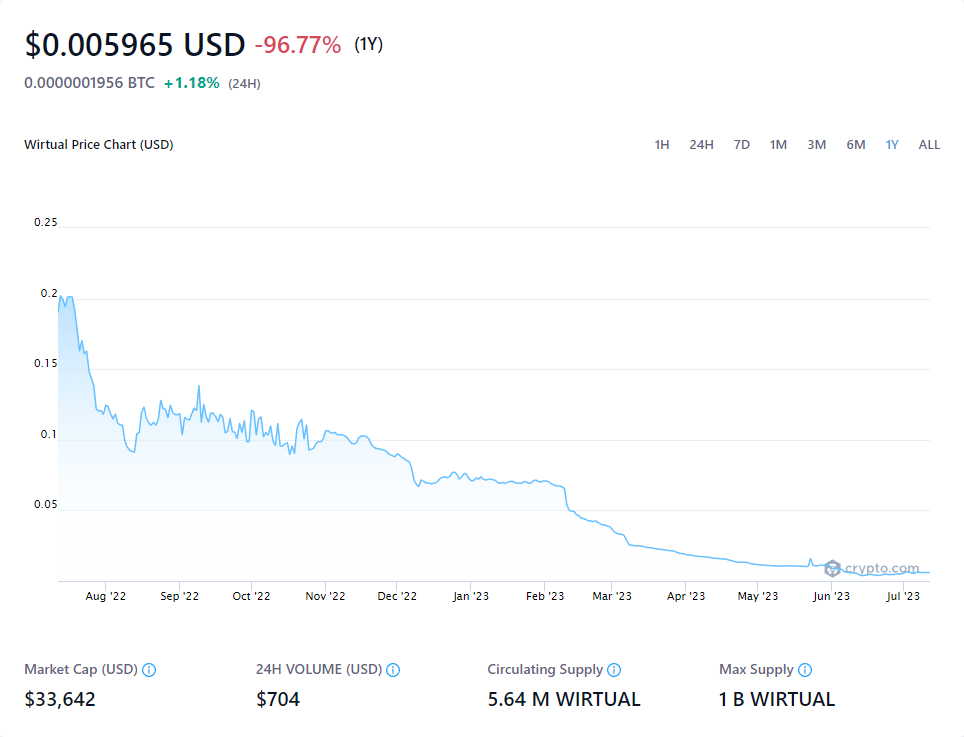 $0.005965 USD -96.77% (1Y)
0.0000001956 BTC +1.18% (24H)
Wirtual Price Chart (USD) 1H 24H 7D 1M 3M 6M 1Y ALL
0.25
0.2
0.15
0.1
0.05
crypto.com
Aug '22 Sep '22 Oct '22 Nov '22 Dec '22 Jan '23 Feb '23 Mar '23 Apr '23 May '23 Jun '23 Jul '23
Market Cap (USD) 24H VOLUME (USD) Circulating Supply Max Supply
$33,642 $704 5.64 M WIRTUAL 1 B WIRTUAL